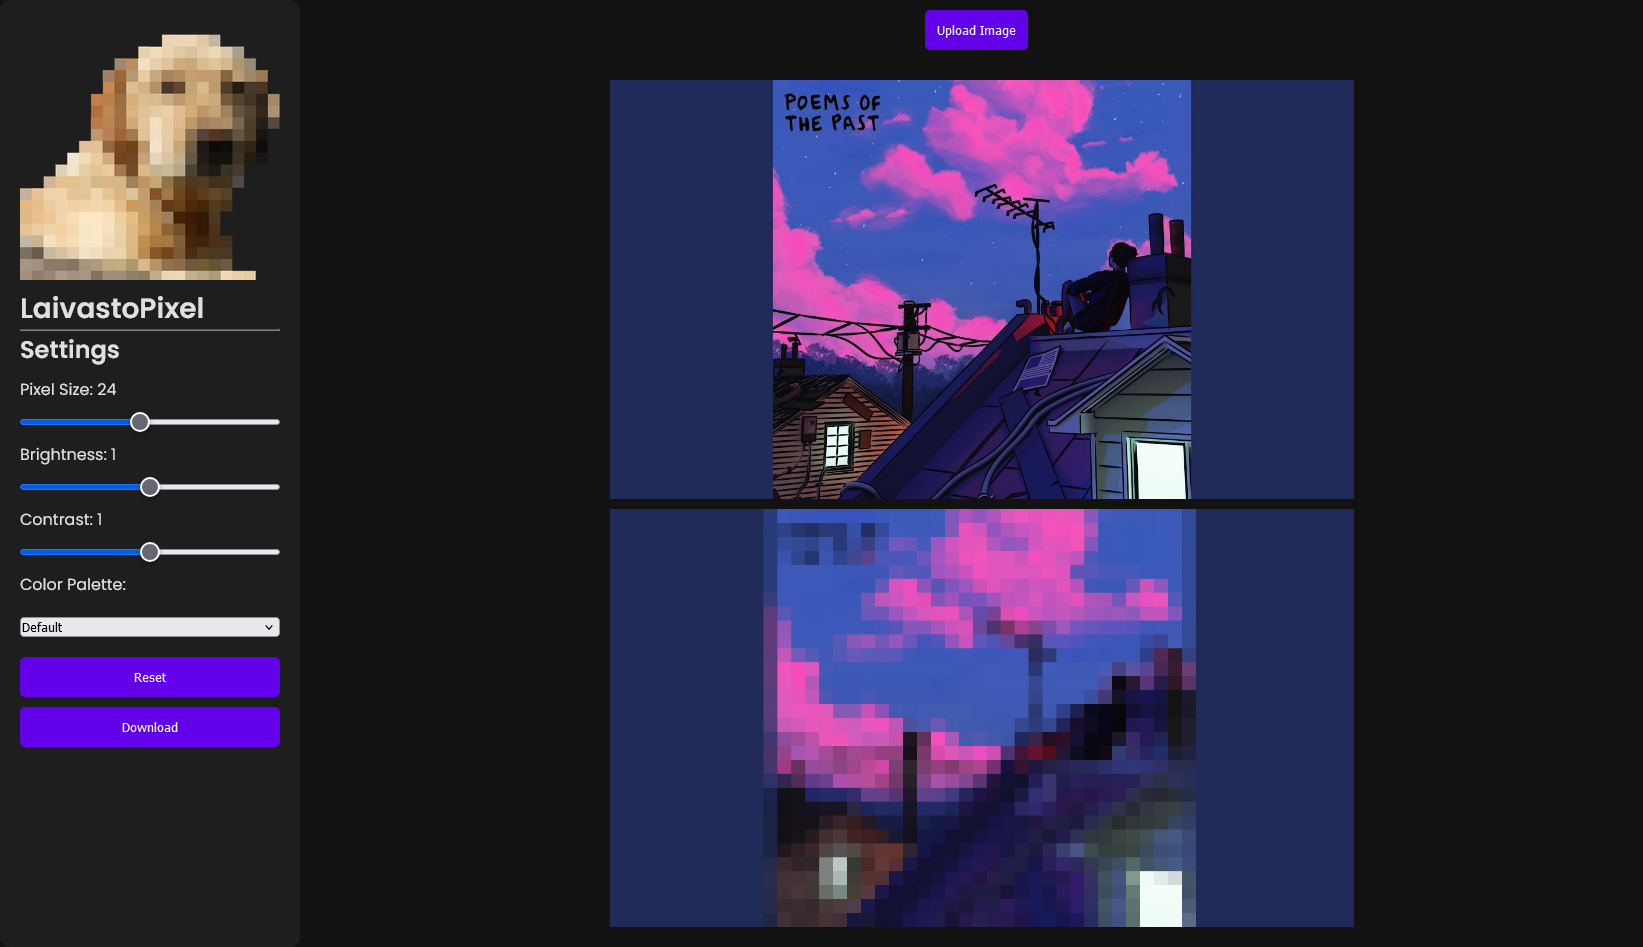 LaivastoPixel
Settings
Pixel Size: 24
Brightness: 1
Contrast: 1
Color Palette:
Default
Reset
Download
Upload Image
POEMS OF
THE PAST